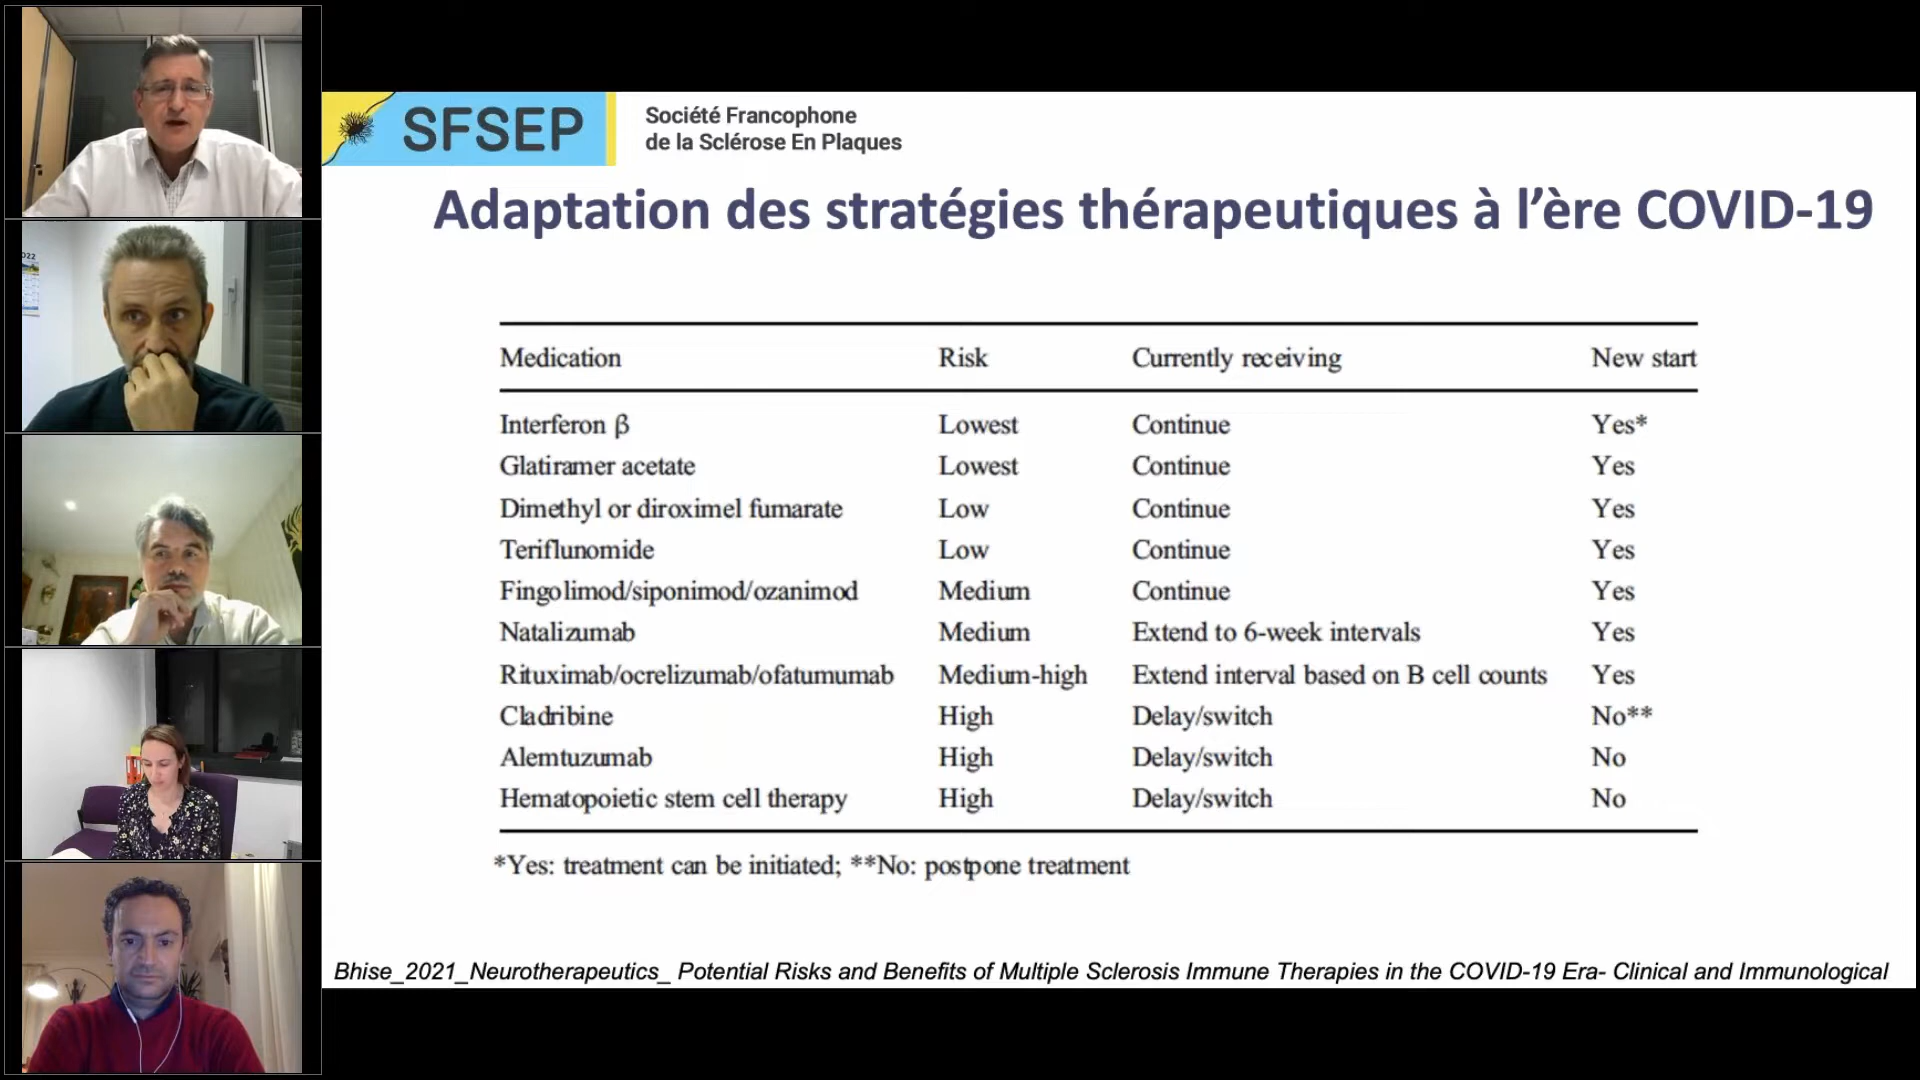 SFSEP
Société Francophone
de la Sclérose En Plaques
Adaptation des stratégies thérapeutiques à l'ère COVID-19
Medication Risk Currently receiving New start
Interferon β Lowest Continue Yes*
Glatiramer acetate Lowest Continue Yes
Dimethyl or diroximel fumarate Low Continue Yes
Teriflunomide Low Continue Yes
Fingolimod/siponimod/ozanimod Medium Continue Yes
Natalizumab Medium Extend to 6-week intervals Yes
Rituximab/ocrelizumab/ofatumumab Medium-high Extend interval based on B cell counts Yes
Cladribine High Delay/switch No**
Alemtuzumab High Delay/switch No
Hematopoietic stem cell therapy High Delay/switch No
*Yes: treatment can be initiated; **No: postpone treatment
Bhise_2021_Neurotherapeutics_ Potential Risks and Benefits of Multiple Sclerosis Immune Therapies in the COVID-19 Era- Clinical and Immunological